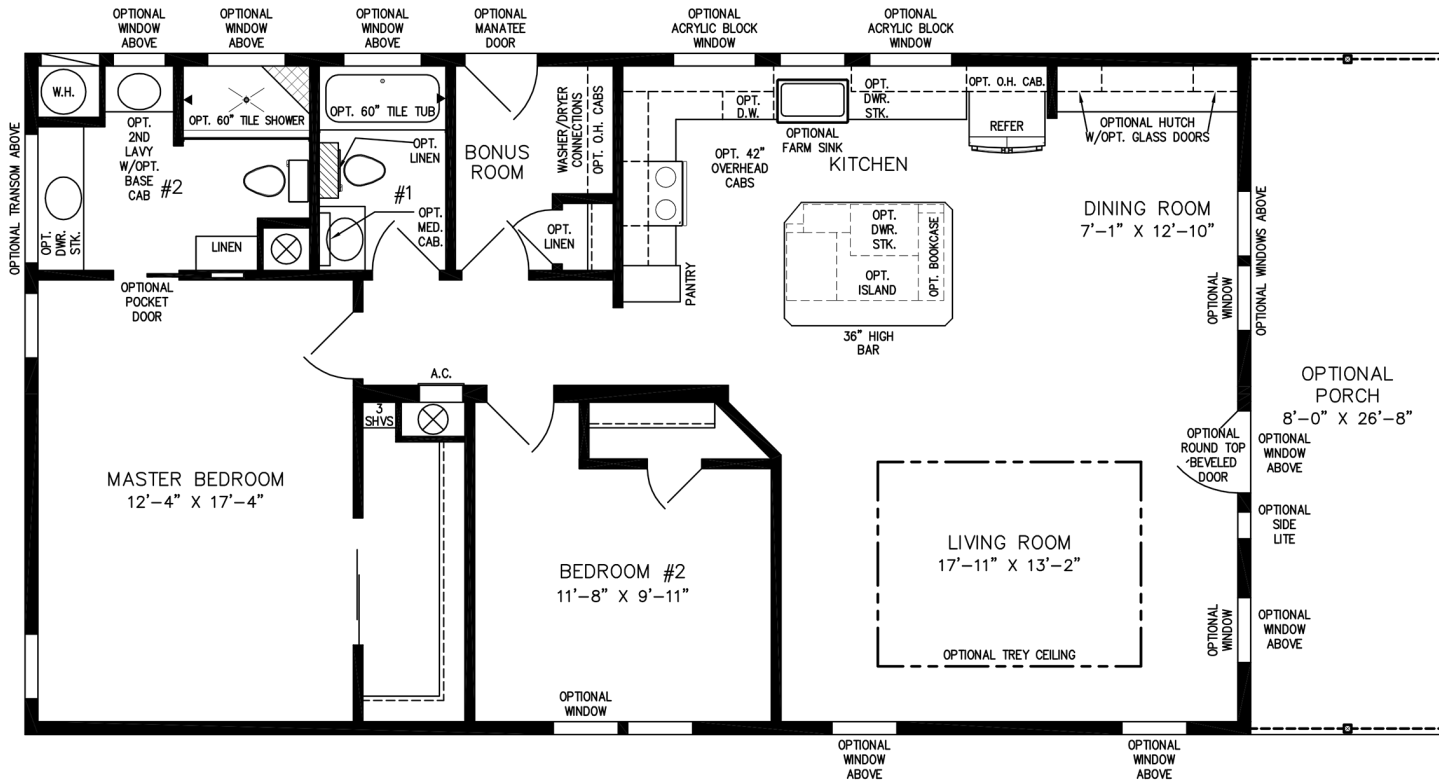 OPTIONAL
WINDOW
ABOVE
OPTIONAL
WINDOW
ABOVE
OPTIONAL
WINDOW
ABOVE
OPTIONAL
MANATEE
DOOR
OPTIONAL
ACRYLIC BLOCK
WINDOW
OPTIONAL
ACRYLIC BLOCK
WINDOW
W.H.
OPT. 60" TILE SHOWER
OPT. 60" TILE TUB
OPT.
2ND
LAVY
W/OPT.
BASE
CAB
#2
OPT.
DWR.
STK.
LINEN
OPTIONAL TRANSOM ABOVE
OPTIONAL
POCKET
DOOR
OPT.
LINEN
#1
OPT.
MED.
CAB.
BONUS
ROOM
WASHER/DRYER
CONNECTIONS
OPT. O.H. CABS
OPT.
LINEN
OPT.
D.W.
OPTIONAL
FARM SINK
OPT.
DWR.
STK.
OPT. O.H. CAB.
REFER
OPTIONAL HUTCH
W/OPT. GLASS DOORS
OPT. 42"
OVERHEAD
CABS
KITCHEN
PANTRY
OPT.
DWR.
STK.
OPT.
ISLAND
OPT. BOOKCASE
36" HIGH
BAR
DINING ROOM
7'-1" X 12'-10"
OPTIONAL
WINDOW
OPTIONAL WINDOWS ABOVE
OPTIONAL
PORCH
8'-0" X 26'-8"
OPTIONAL
ROUND TOP
BEVELED
DOOR
OPTIONAL
WINDOW
ABOVE
OPTIONAL
SIDE
LITE
OPTIONAL
WINDOW
OPTIONAL
WINDOW
ABOVE
A.C.
3
SHVS
MASTER BEDROOM
12'-4" X 17'-4"
BEDROOM #2
11'-8" X 9'-11"
OPTIONAL
WINDOW
LIVING ROOM
17'-11" X 13'-2"
OPTIONAL TREY CEILING
OPTIONAL
WINDOW
ABOVE
OPTIONAL
WINDOW
ABOVE